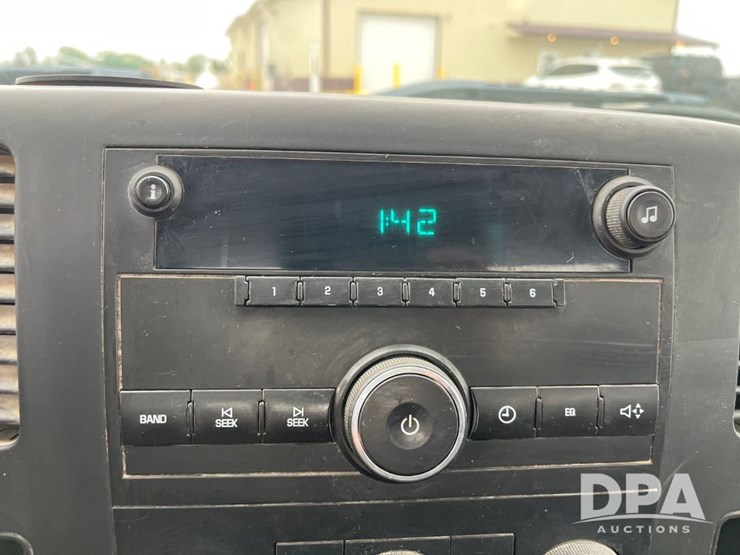 1:42
1 2 3 4 5 6
BAND SEEK SEEK EQ
DPA
AUCTIONS